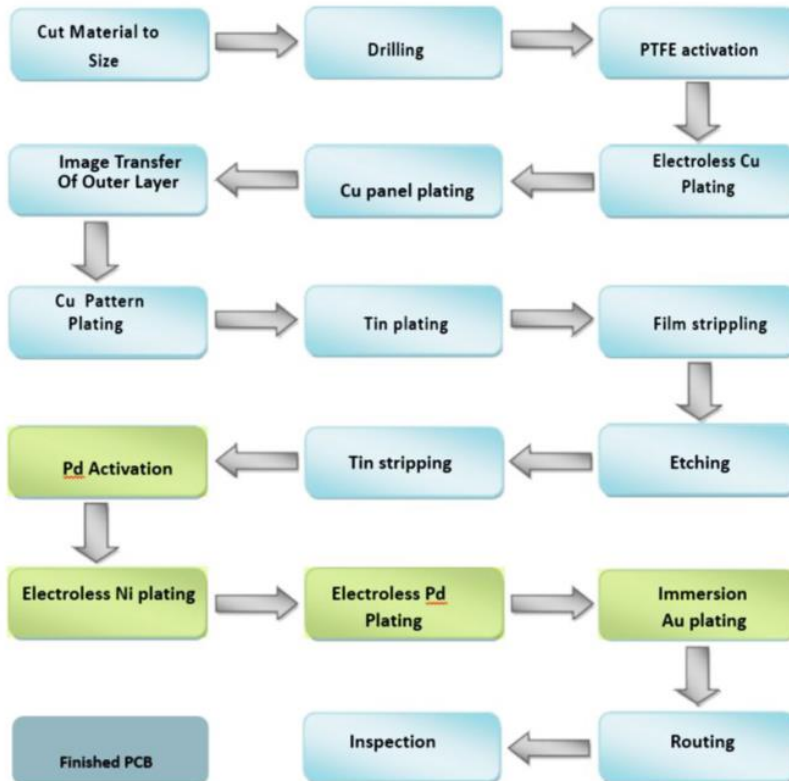 Cut Material to
Size
Drilling
PTFE activation
Electroless Cu
Plating
Cu panel plating
Image Transfer
Of Outer Layer
Cu Pattern
Plating
Tin plating
Film strippling
Etching
Tin stripping
Pd Activation
Electroless Ni plating
Electroless Pd
Plating
Immersion
Au plating
Routing
Inspection
Finished PCB